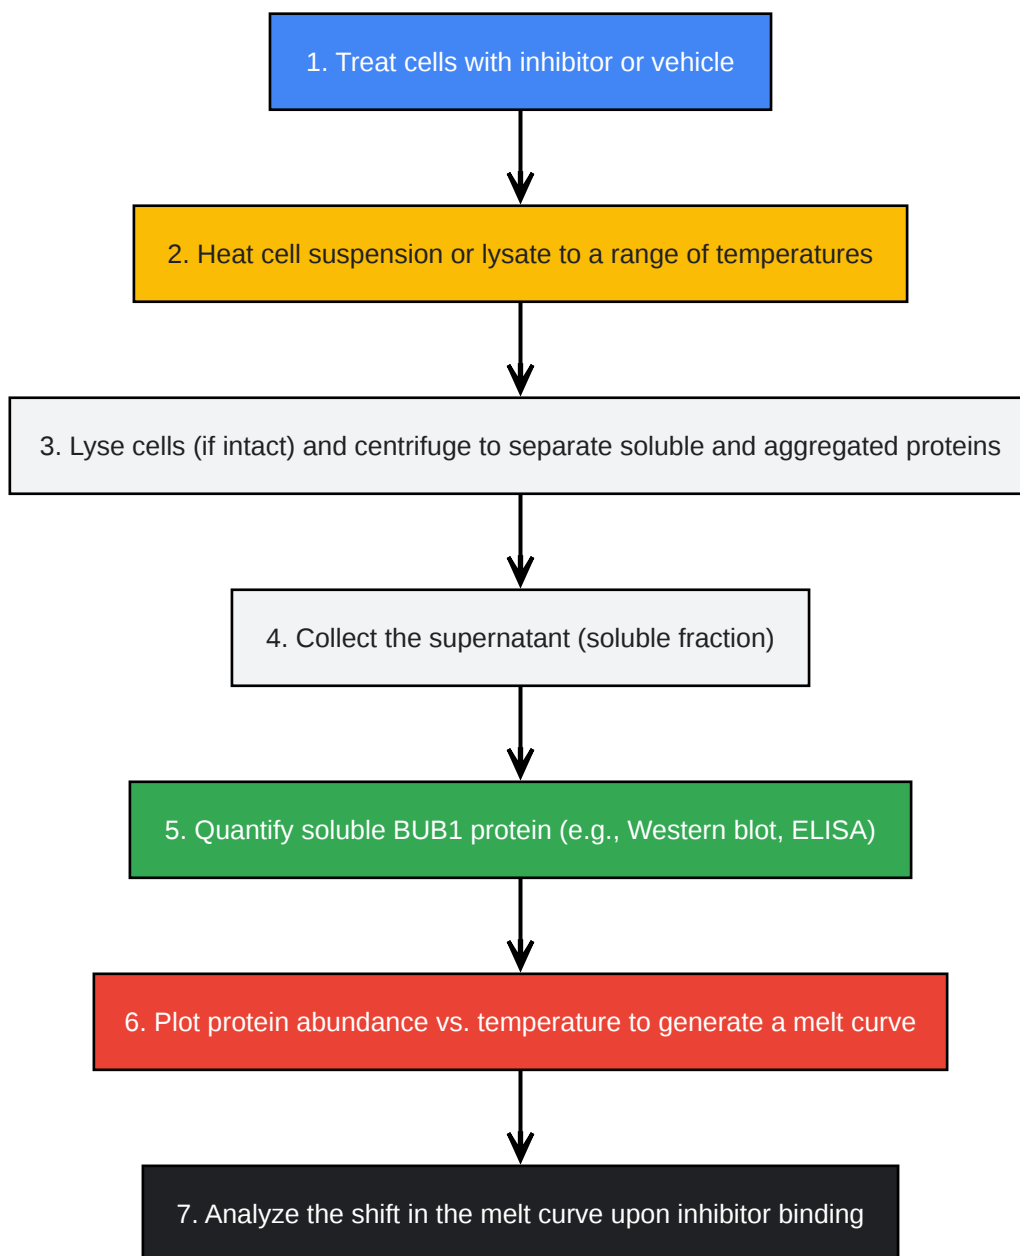 1. Treat cells with inhibitor or vehicle
2. Heat cell suspension or lysate to a range of temperatures
3. Lyse cells (if intact) and centrifuge to separate soluble and aggregated proteins
4. Collect the supernatant (soluble fraction)
5. Quantify soluble BUB1 protein (e.g., Western blot, ELISA)
6. Plot protein abundance vs. temperature to generate a melt curve
7. Analyze the shift in the melt curve upon inhibitor binding